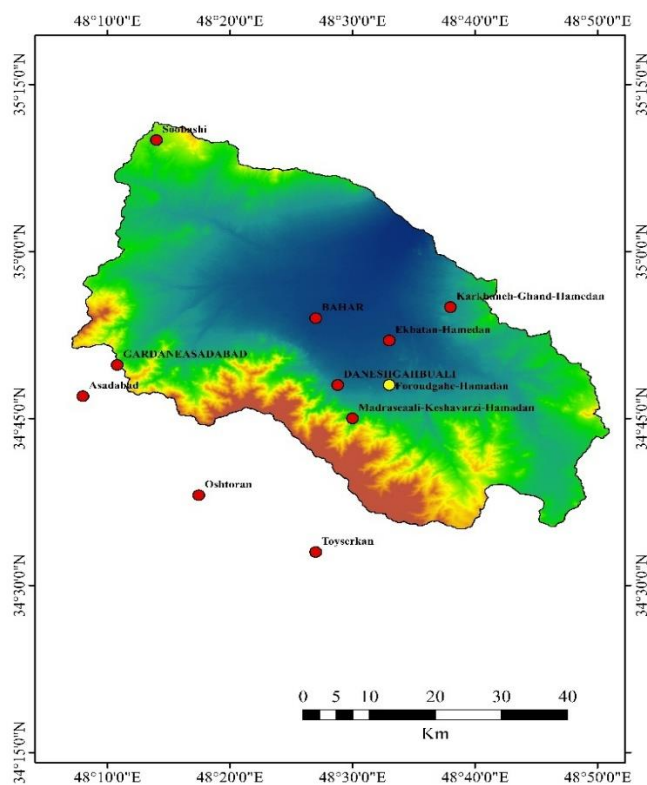 48°10'0"E 48°20'0"E 48°30'0"E 48°40'0"E 48°50'0"E
35°15'0"N 35°15'0"N
Soobashi
35°0'0"N 35°0'0"N
Karkhaneh-Ghand-Hamedan
BAHAR
Ekbatan-Hamedan
GARDANEASADABAD
DANESHGAHBUALI
Asadabad
Foroudgahe-Hamadan
34°45'0"N 34°45'0"N
Madraseaali-Keshavarzi-Hamadan
Oshtoran
Toyserkan
34°30'0"N 34°30'0"N
0 5 10 20 30 40
Km
34°15'0"N 34°15'0"N
48°10'0"E 48°20'0"E 48°30'0"E 48°40'0"E 48°50'0"E